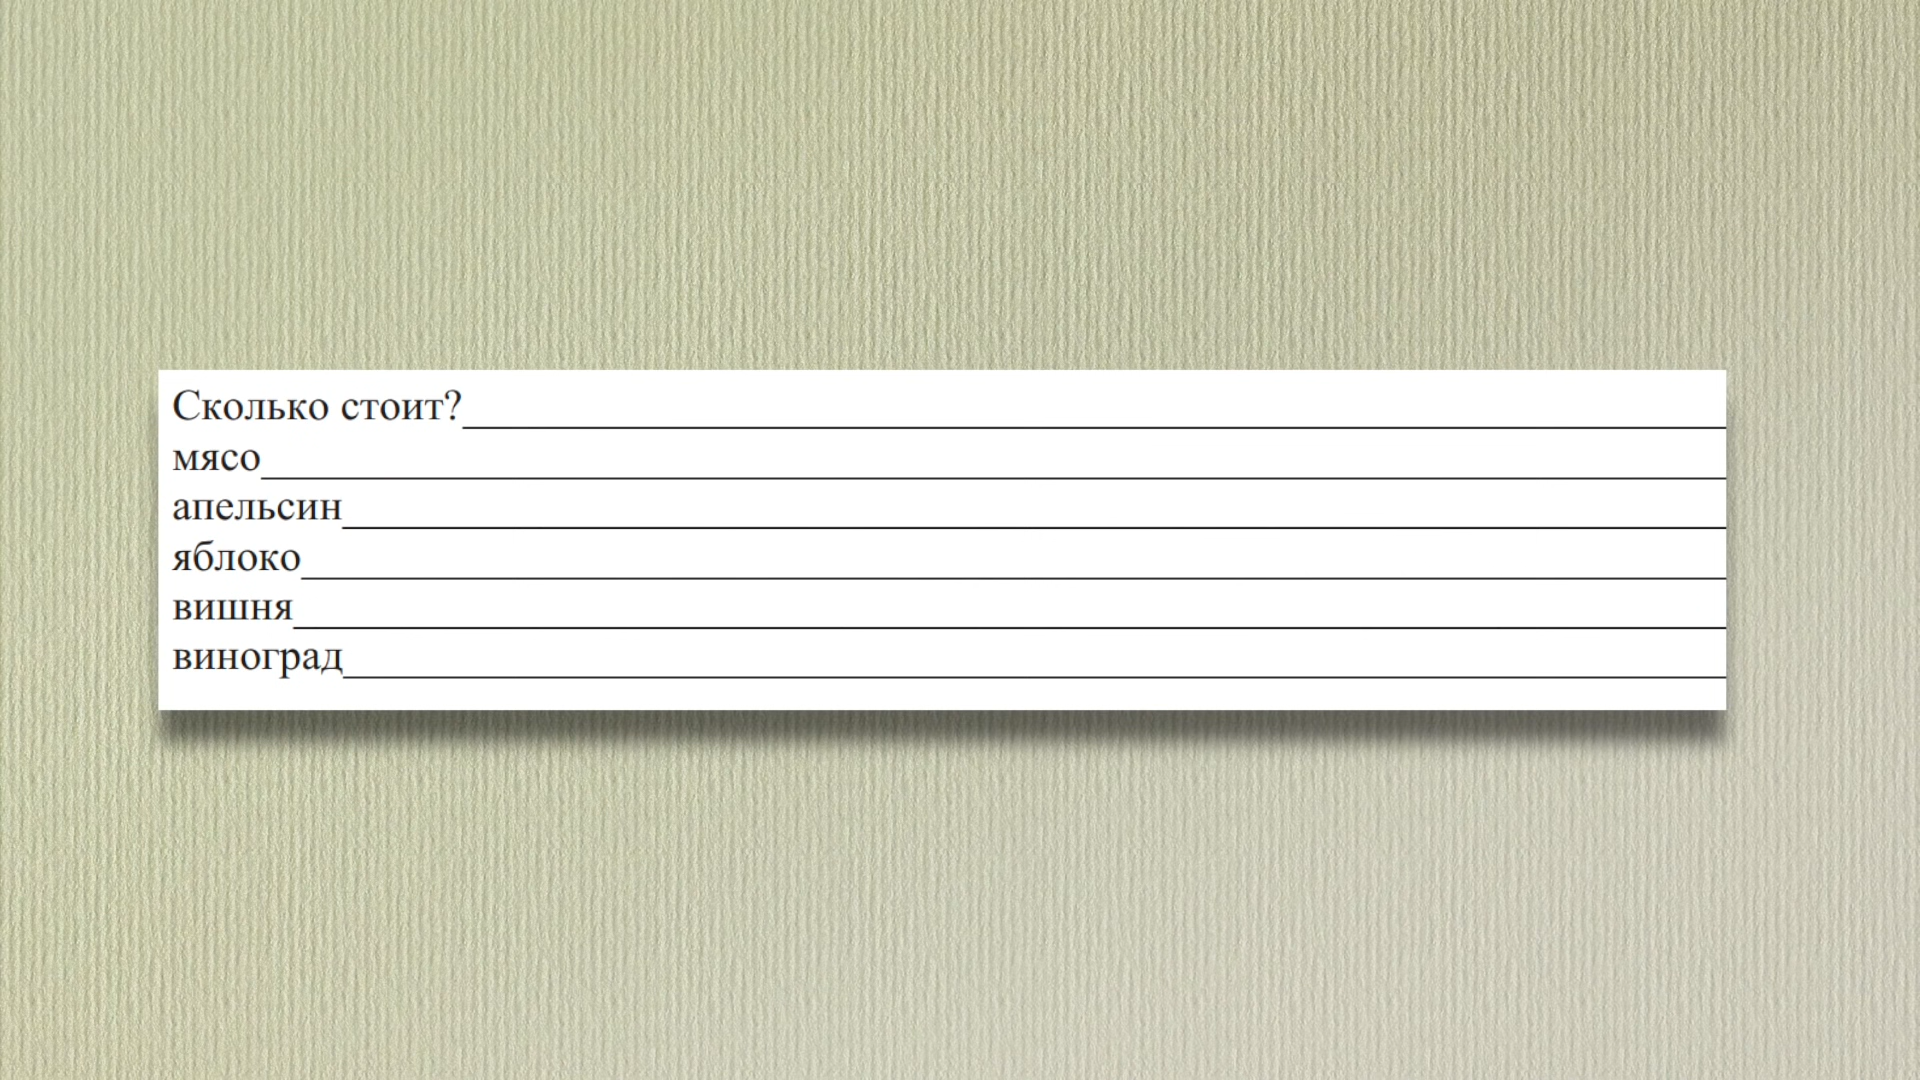 Сколько стоит?
мясо
апельсин
яблоко
вишня
виноград